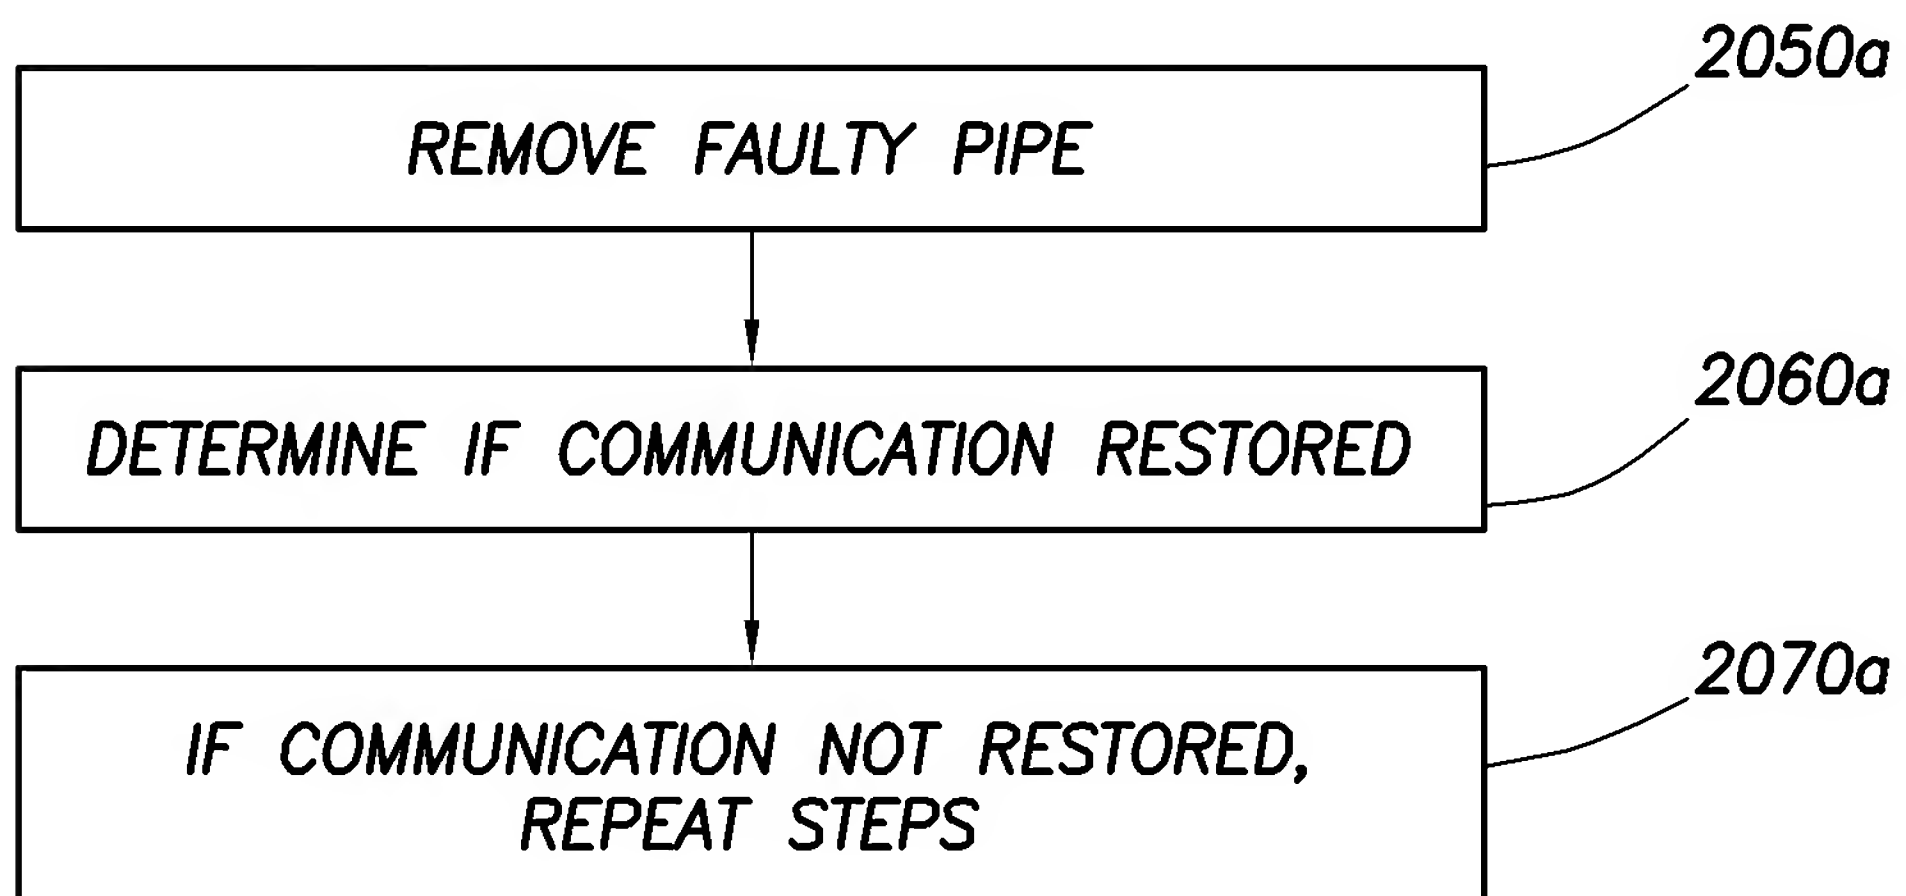 2050a
REMOVE FAULTY PIPE
2060a
DETERMINE IF COMMUNICATION RESTORED
2070a
IF COMMUNICATION NOT RESTORED,
REPEAT STEPS